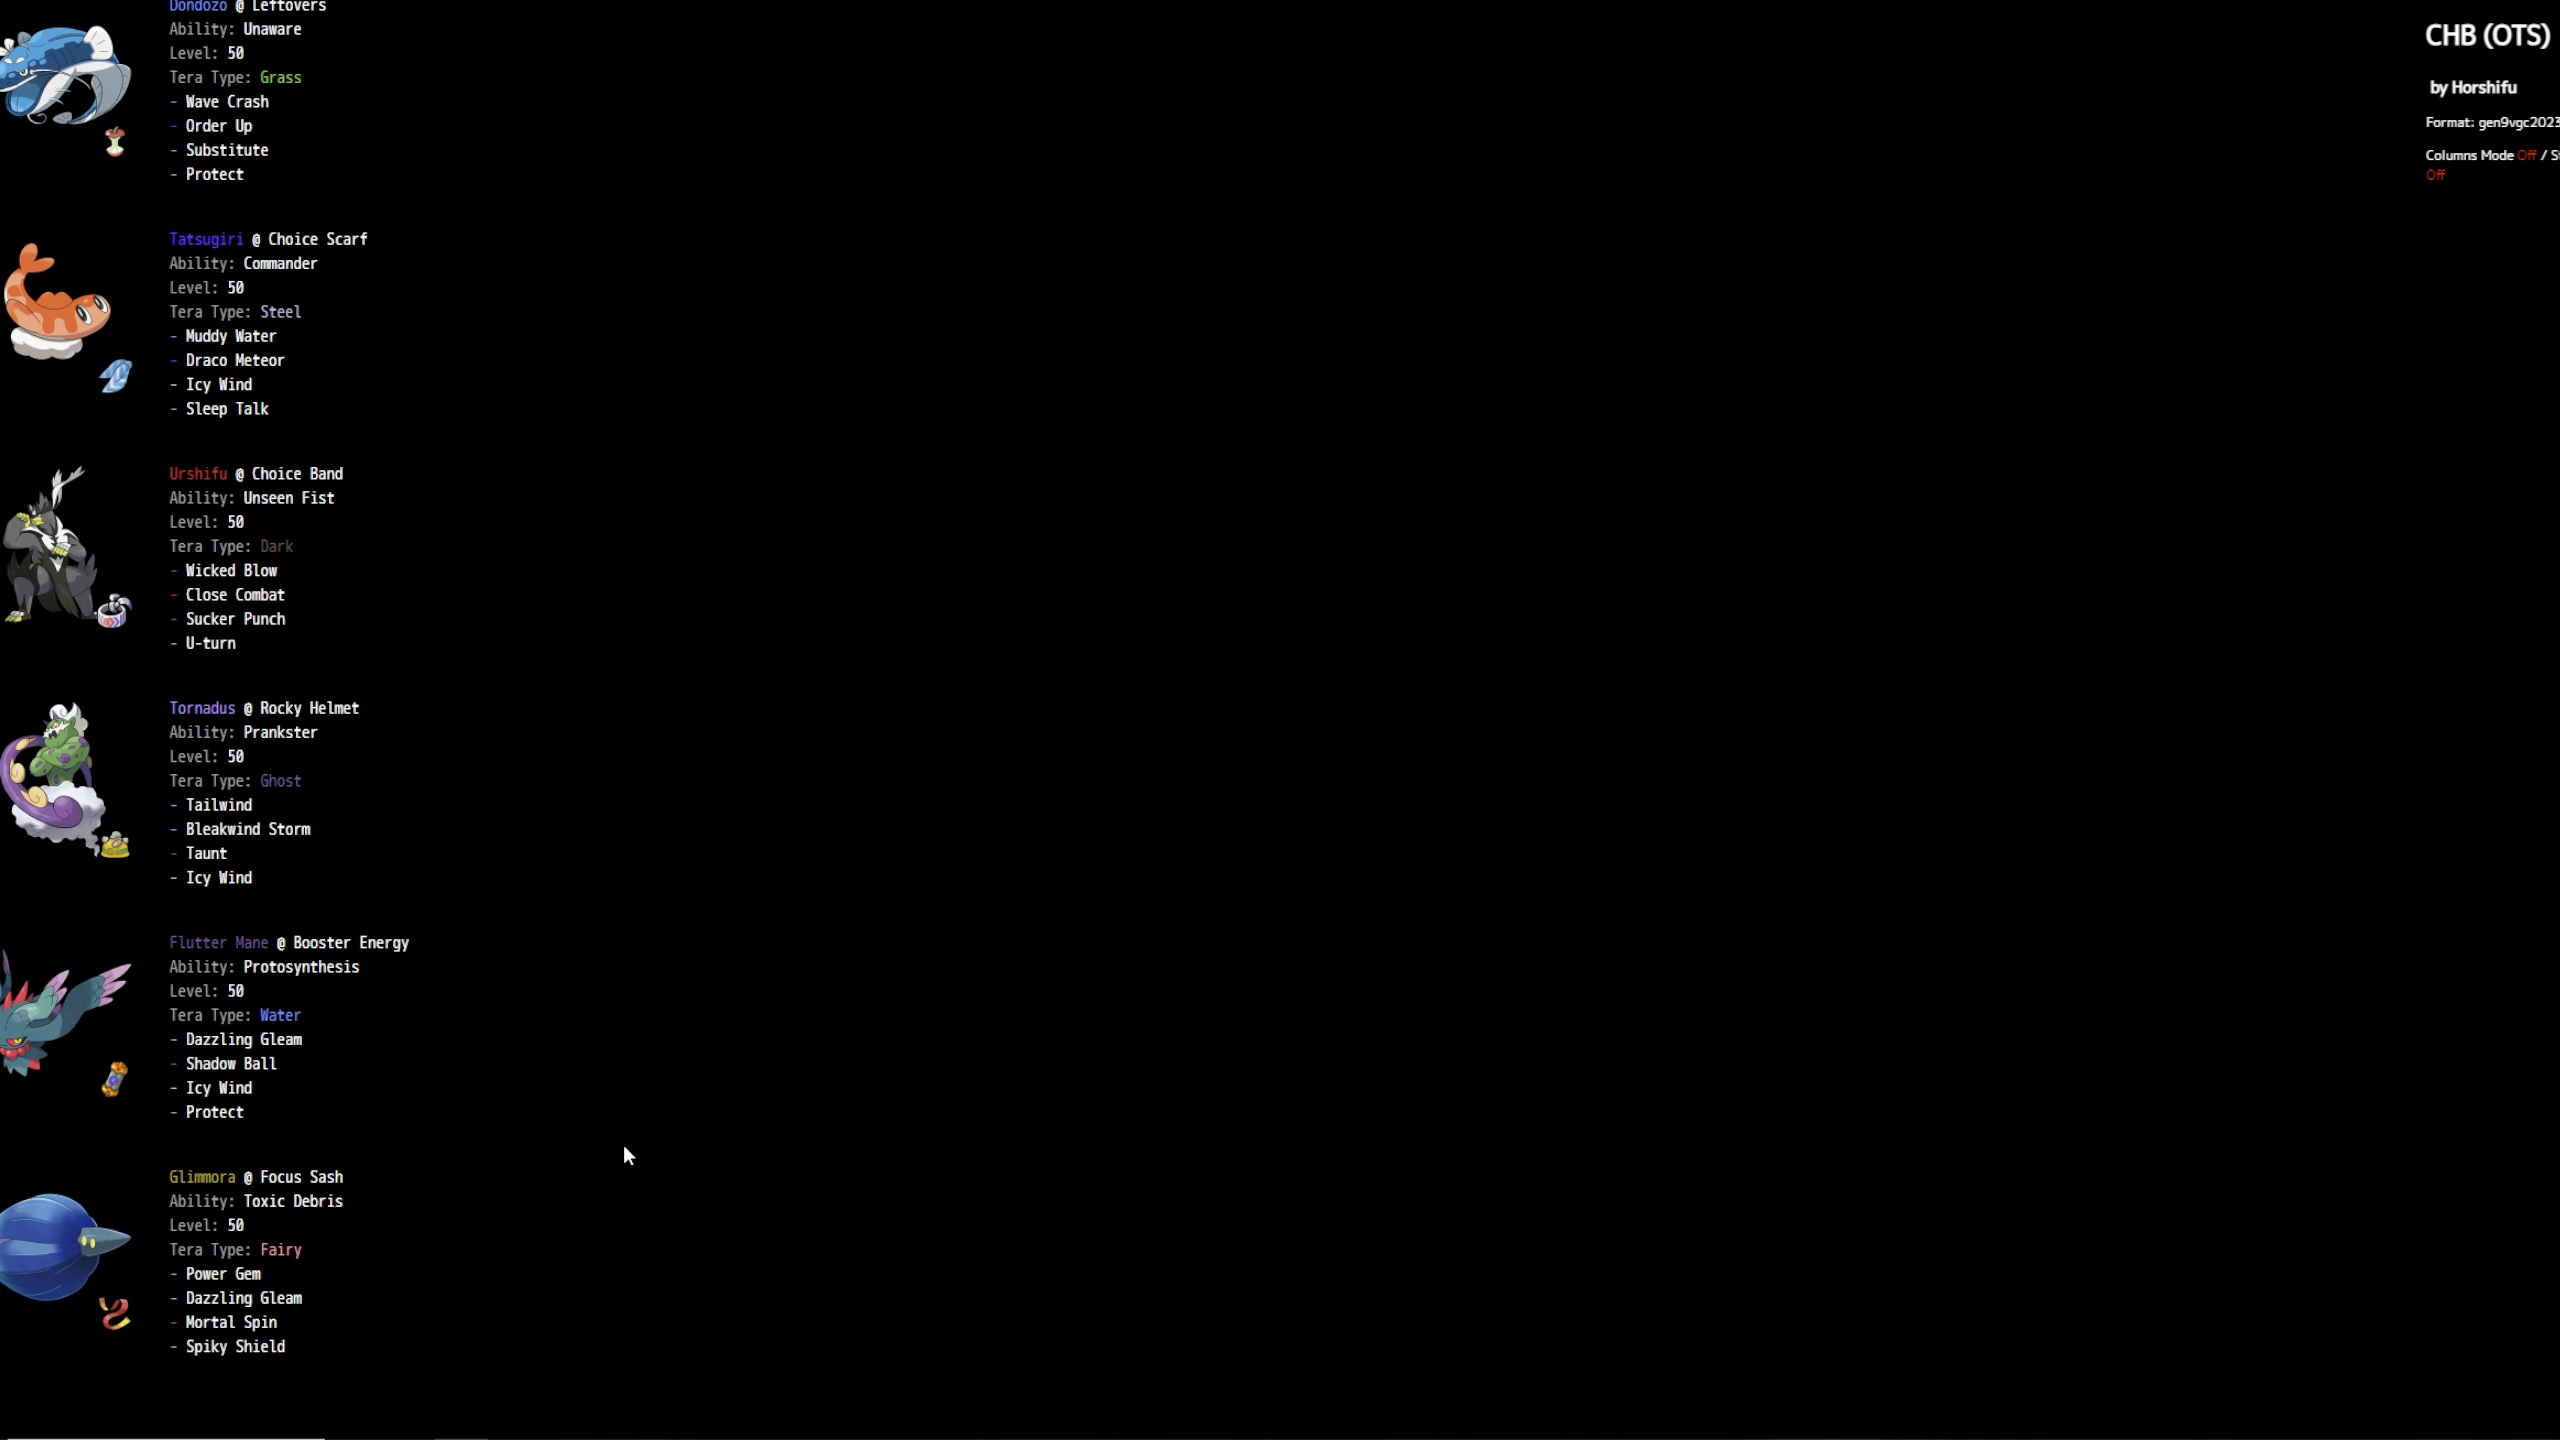 Dondozo @ Leftovers
Ability: Unaware
Level: 50
Tera Type: Grass
- Wave Crash
- Order Up
- Substitute
- Protect
Tatsugiri @ Choice Scarf
Ability: Commander
Level: 50
Tera Type: Steel
- Muddy Water
- Draco Meteor
- Icy Wind
- Sleep Talk
Urshifu @ Choice Band
Ability: Unseen Fist
Level: 50
Tera Type: Dark
- Wicked Blow
- Close Combat
- Sucker Punch
- U-turn
Tornadus @ Rocky Helmet
Ability: Prankster
Level: 50
Tera Type: Ghost
- Tailwind
- Bleakwind Storm
- Taunt
- Icy Wind
Flutter Mane @ Booster Energy
Ability: Protosynthesis
Level: 50
Tera Type: Water
- Dazzling Gleam
- Shadow Ball
- Icy Wind
- Protect
Glimmora @ Focus Sash
Ability: Toxic Debris
Level: 50
Tera Type: Fairy
- Power Gem
- Dazzling Gleam
- Mortal Spin
- Spiky Shield
CHB (OTS)
by Horshifu
Format: gen9vgc2023
Columns Mode Off /
Off